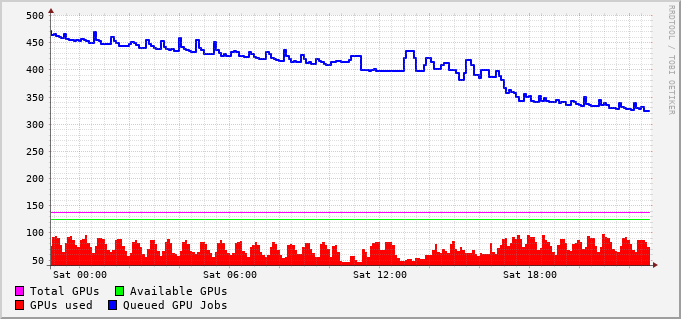 500
450
400
350
300
250
200
150
100
50
Sat 00:00 Sat 06:00 Sat 12:00 Sat 18:00
Total GPUs Available GPUs
GPUs used Queued GPU Jobs
RRDTOOL / TOBI OETIKER